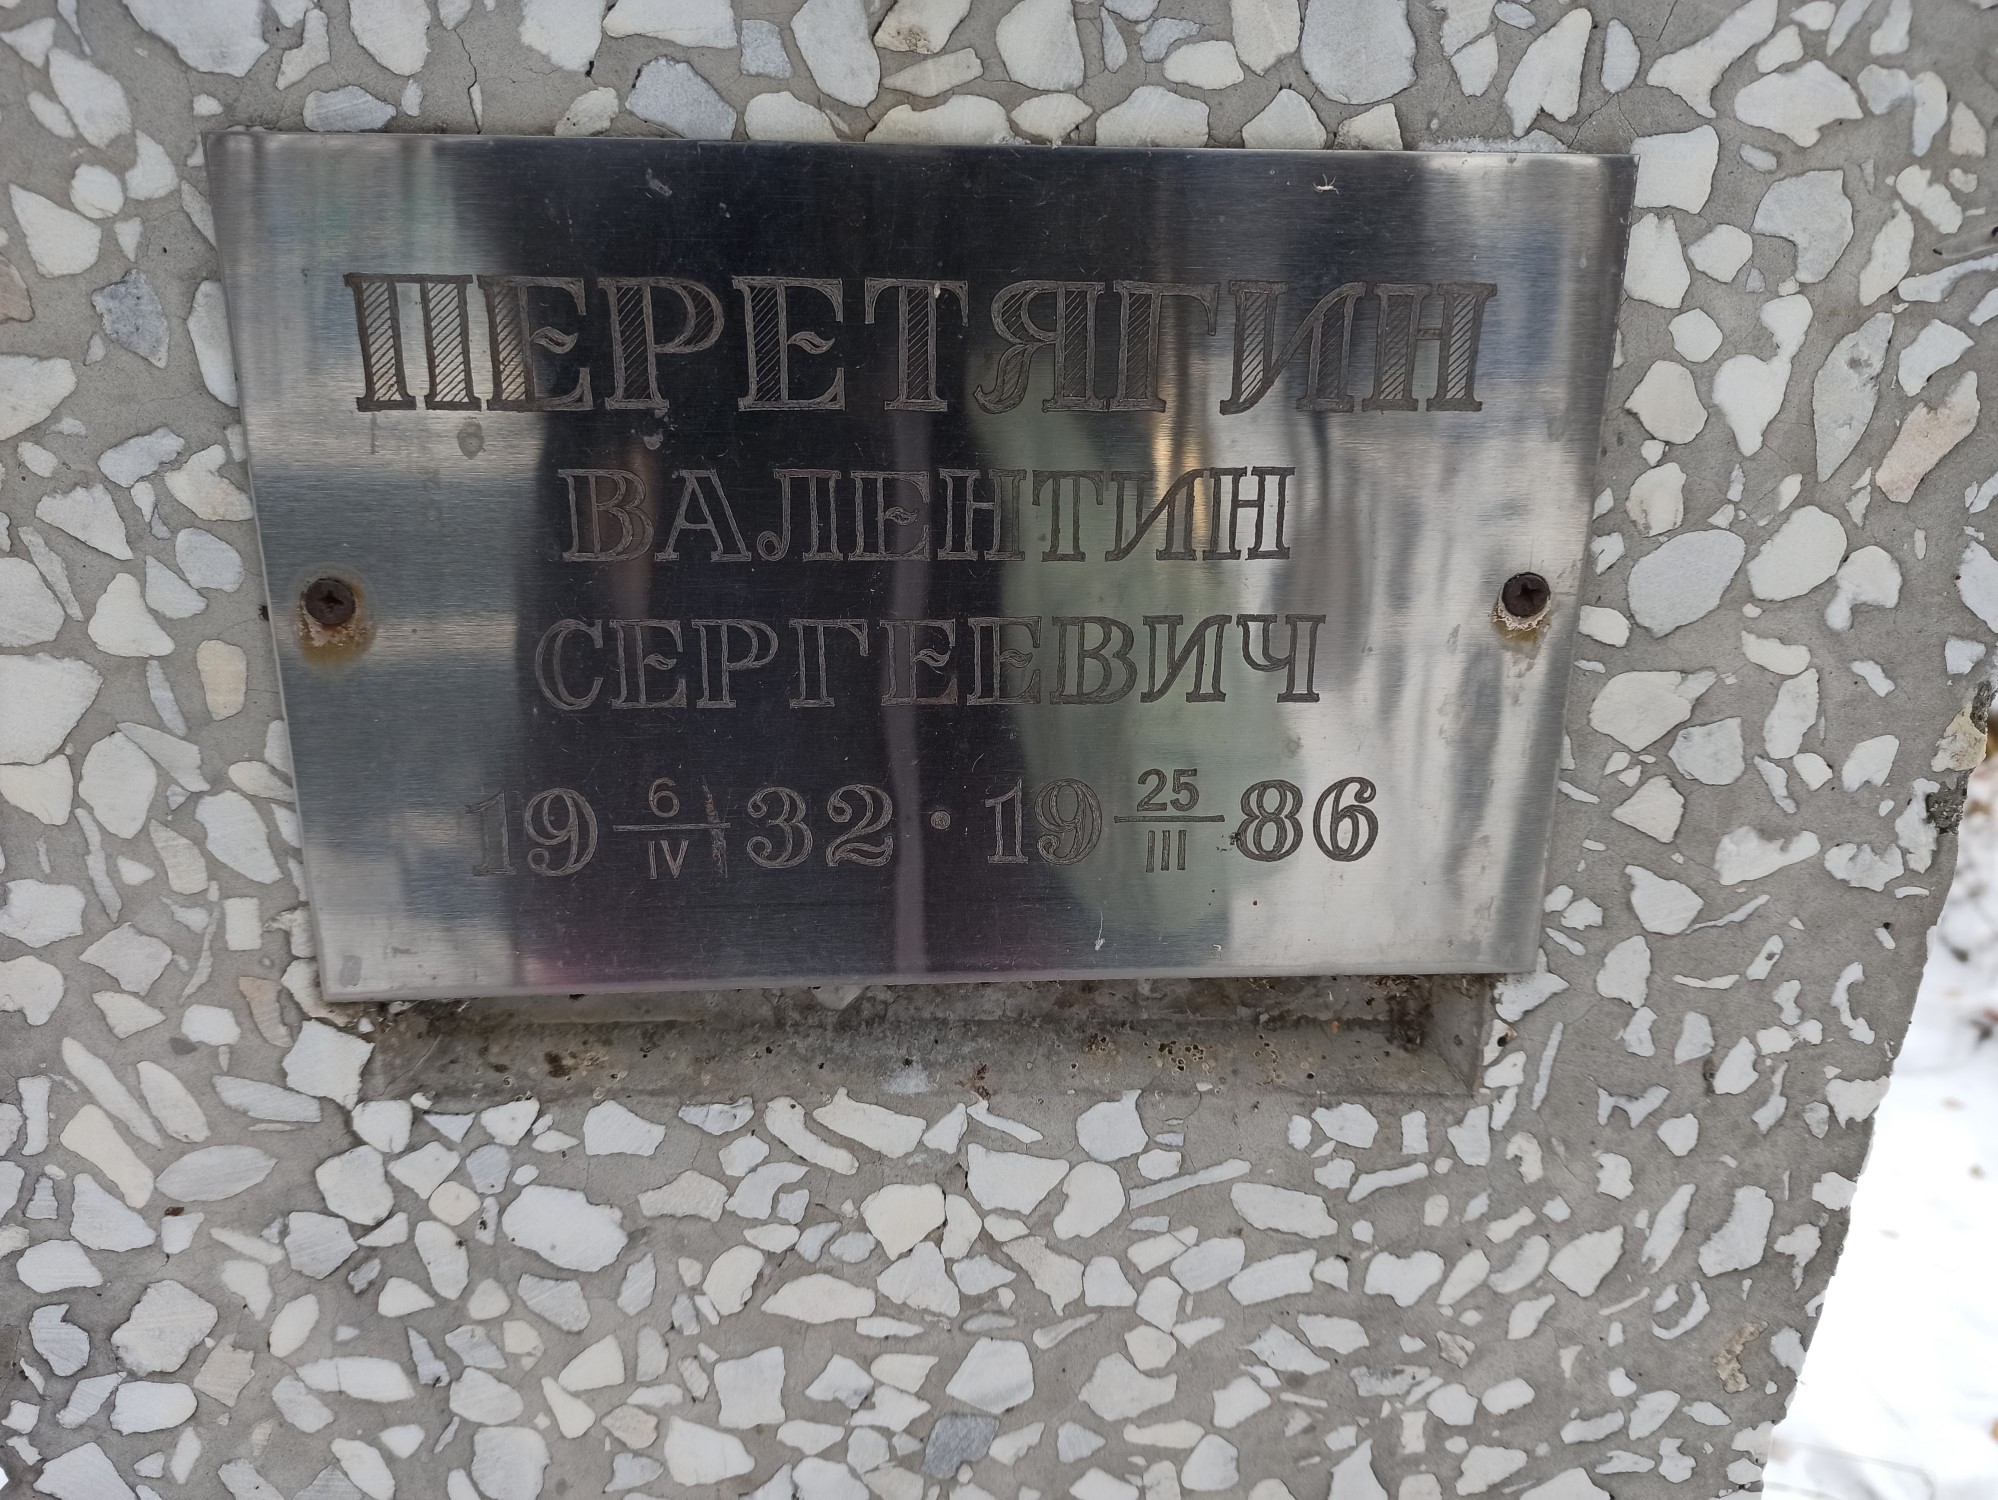 ПЕРЕТЯГИН
ВАЛЕНТИН
СЕРГЕЕВИЧ
19 6/IV 32 · 19 25/III 86